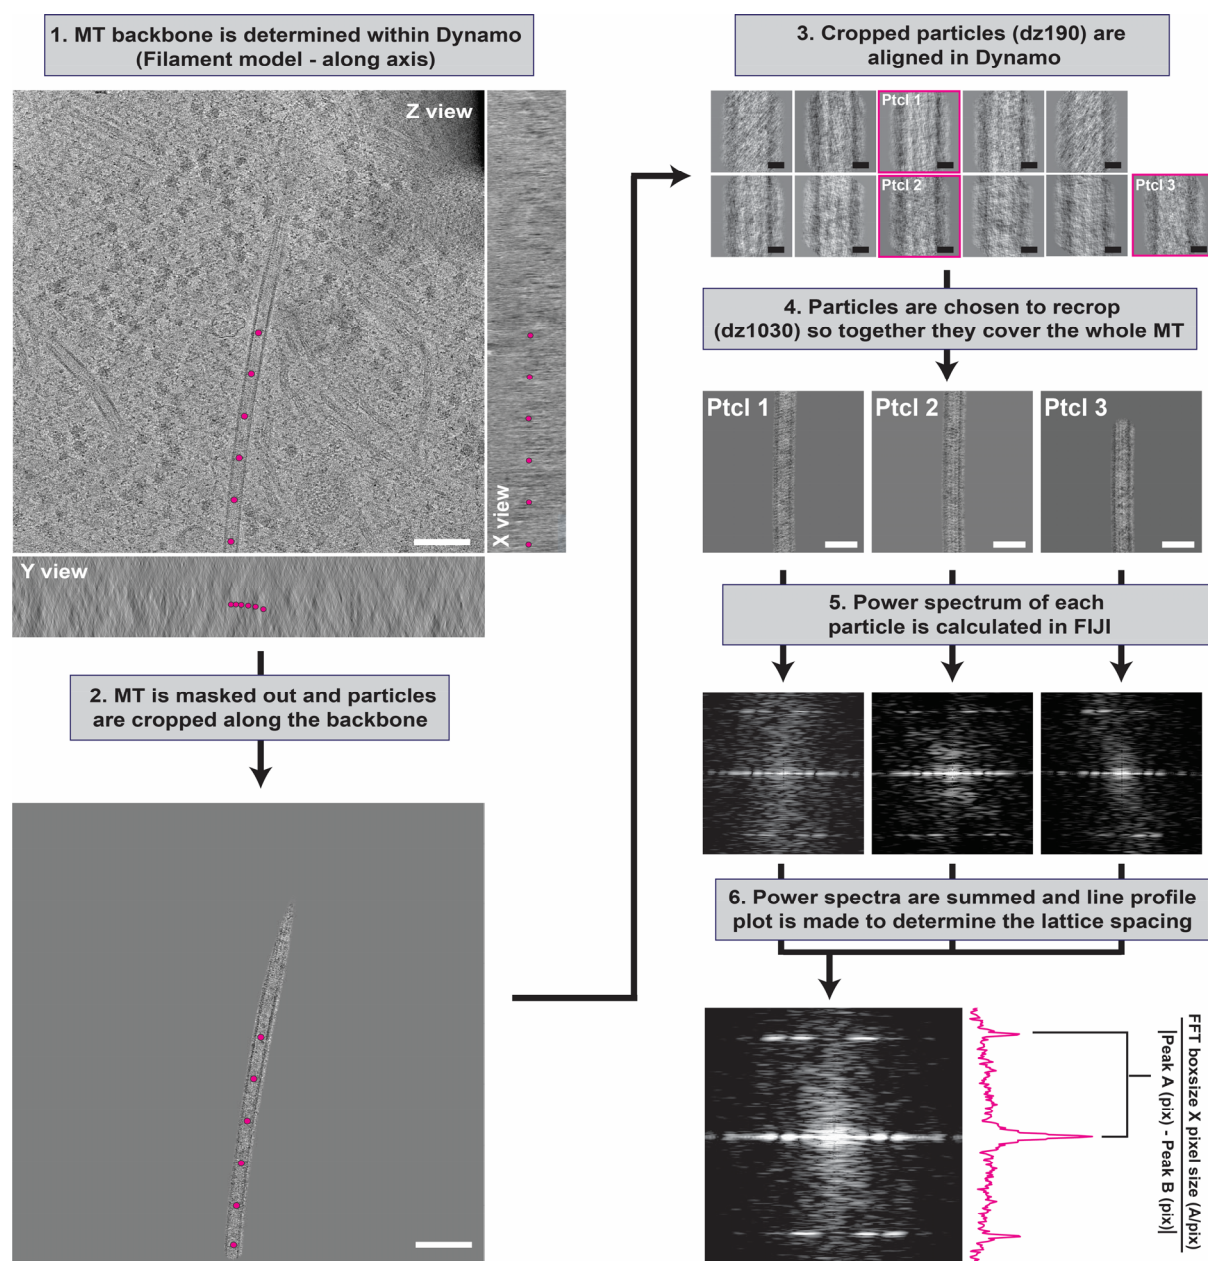 1. MT backbone is determined within Dynamo
(Filament model - along axis)
Z view
X view
Y view
2. MT is masked out and particles
are cropped along the backbone
3. Cropped particles (dz190) are
aligned in Dynamo
Ptcl 1
Ptcl 2
Ptcl 3
4. Particles are chosen to recrop
(dz1030) so together they cover the whole MT
Ptcl 1
Ptcl 2
Ptcl 3
5. Power spectrum of each
particle is calculated in FIJI
6. Power spectra are summed and line profile
plot is made to determine the lattice spacing
FFT boxsize X pixel size (A/pix)
|Peak A (pix) - Peak B (pix)|